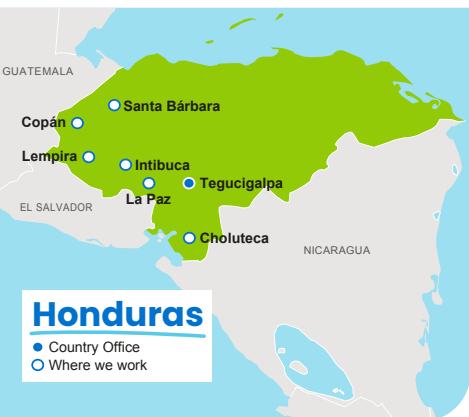 GUATEMALA
Santa Bárbara
Copán
Lempira
Intibuca
Tegucigalpa
La Paz
EL SALVADOR
Choluteca
NICARAGUA
Honduras
Country Office
Where we work